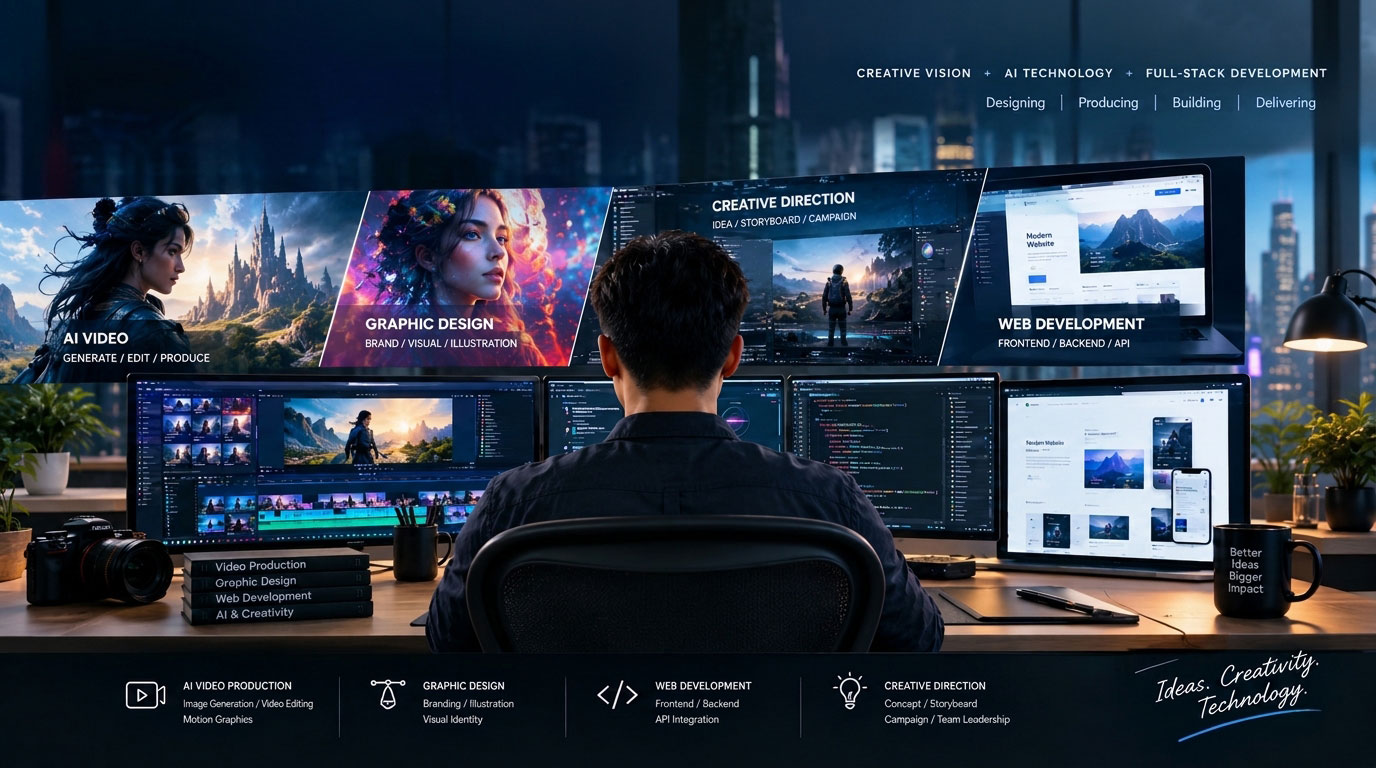 CREATIVE VISION + AI TECHNOLOGY + FULL-STACK DEVELOPMENT
Designing | Producing | Building | Delivering
AI VIDEO
GENERATE / EDIT / PRODUCE
GRAPHIC DESIGN
BRAND / VISUAL / ILLUSTRATION
CREATIVE DIRECTION
IDEA / STORYBOARD / CAMPAIGN
Modern
Website
WEB DEVELOPMENT
FRONTEND / BACKEND / API
Video Production
Graphic Design
Web Development
AI & Creativity
Better
Ideas
Bigger
Impact
AI VIDEO PRODUCTION
Image Generation / Video Editing
Motion Graphics
GRAPHIC DESIGN
Branding / Illustration
Visual Identity
WEB DEVELOPMENT
Frontend / Backend
API Integration
CREATIVE DIRECTION
Concept / Storyboard
Campaign / Team Leadership
Ideas. Creativity.
Technology.